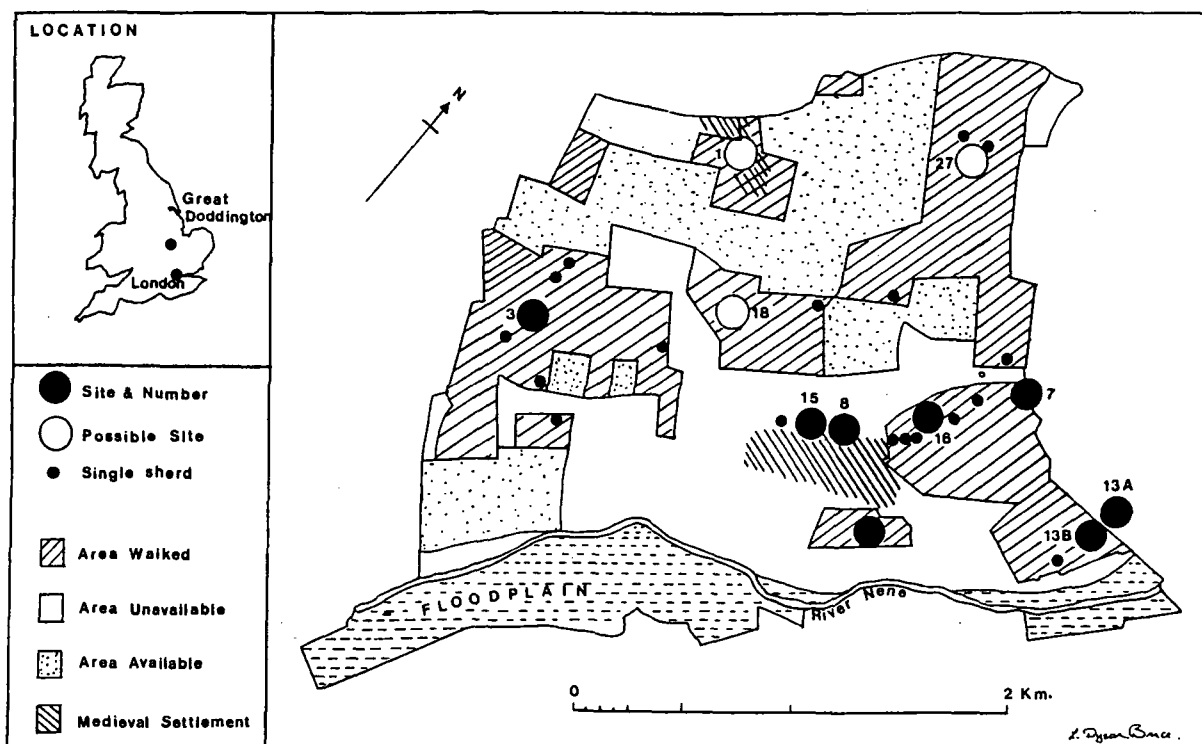 LOCATION
Great
Doddington
London
Site & Number
Possible Site
Single sherd
Area Walked
Area Unavailable
Area Available
Medieval Settlement
N
1
27
3
18
15
8
7
16
13A
13B
FLOODPLAIN
River Nene
0
2 Km.